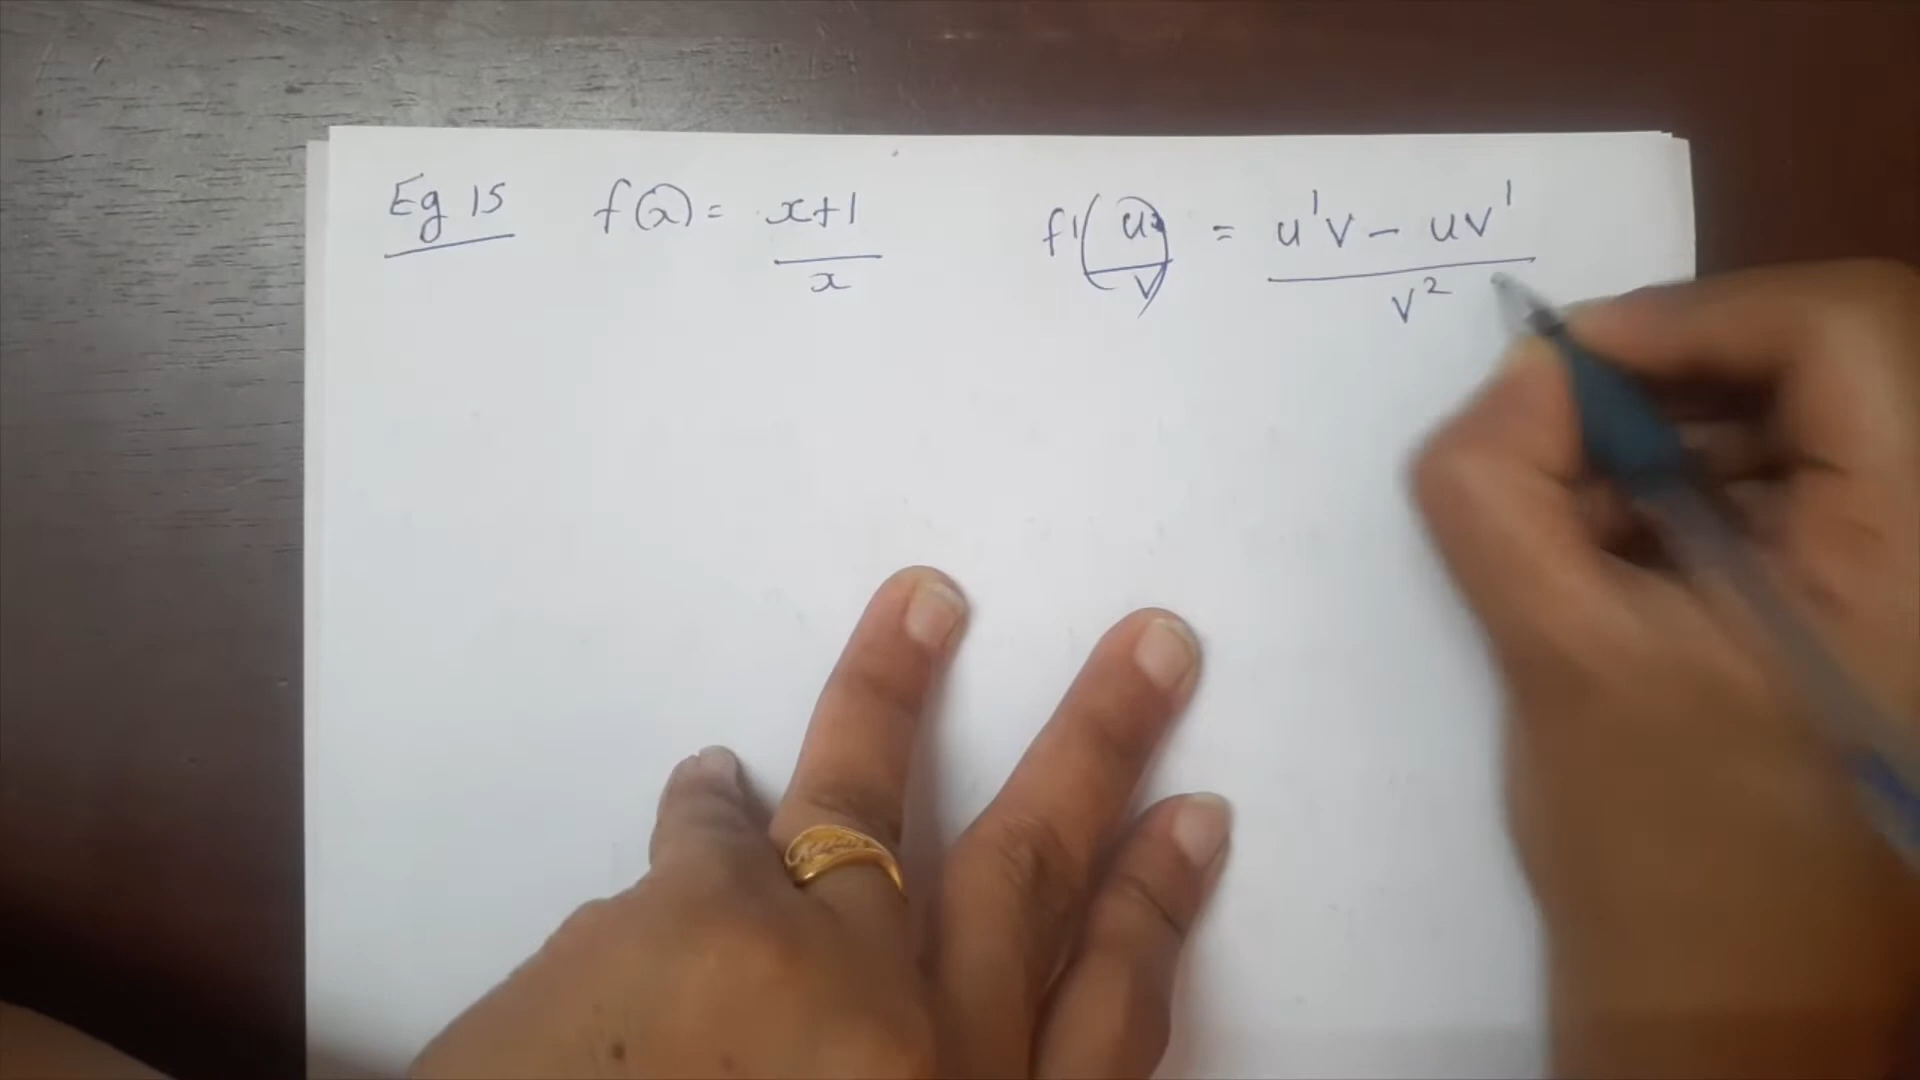 Eg 15 f(x) = x+1 / x f'(u/v) = u'v - uv' / v²